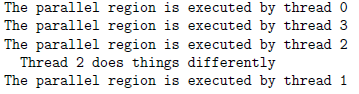 The parallel region is executed by thread 0
The parallel region is executed by thread 3
The parallel region is executed by thread 2
  Thread 2 does things differently
The parallel region is executed by thread 1